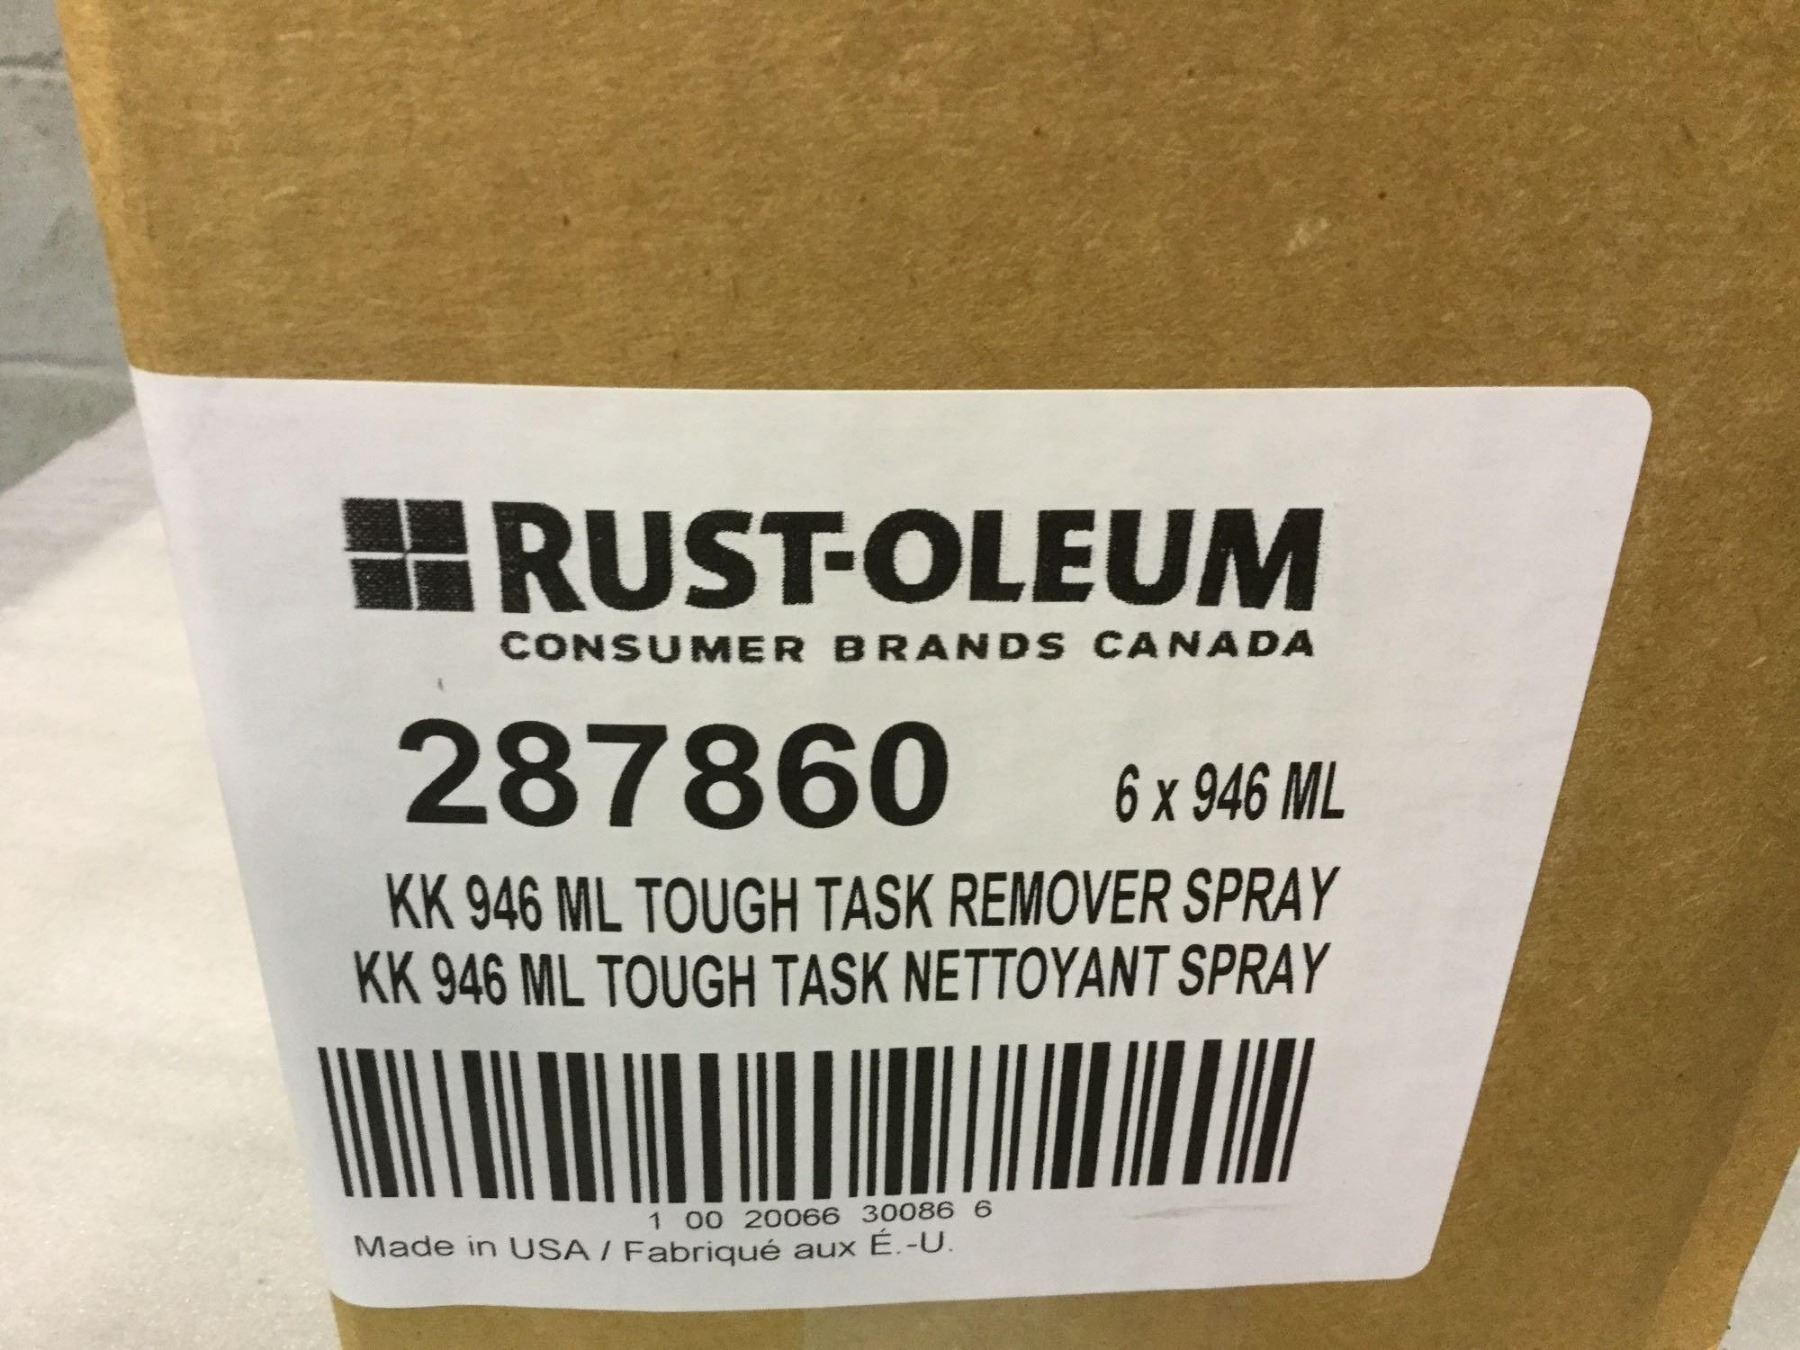 RUST-OLEUM
CONSUMER BRANDS CANADA
287860 6 x 946 ML
KK 946 ML TOUGH TASK REMOVER SPRAY
KK 946 ML TOUGH TASK NETTOYANT SPRAY
1 00 20066 30086 6
Made in USA / Fabriqué aux É.-U.